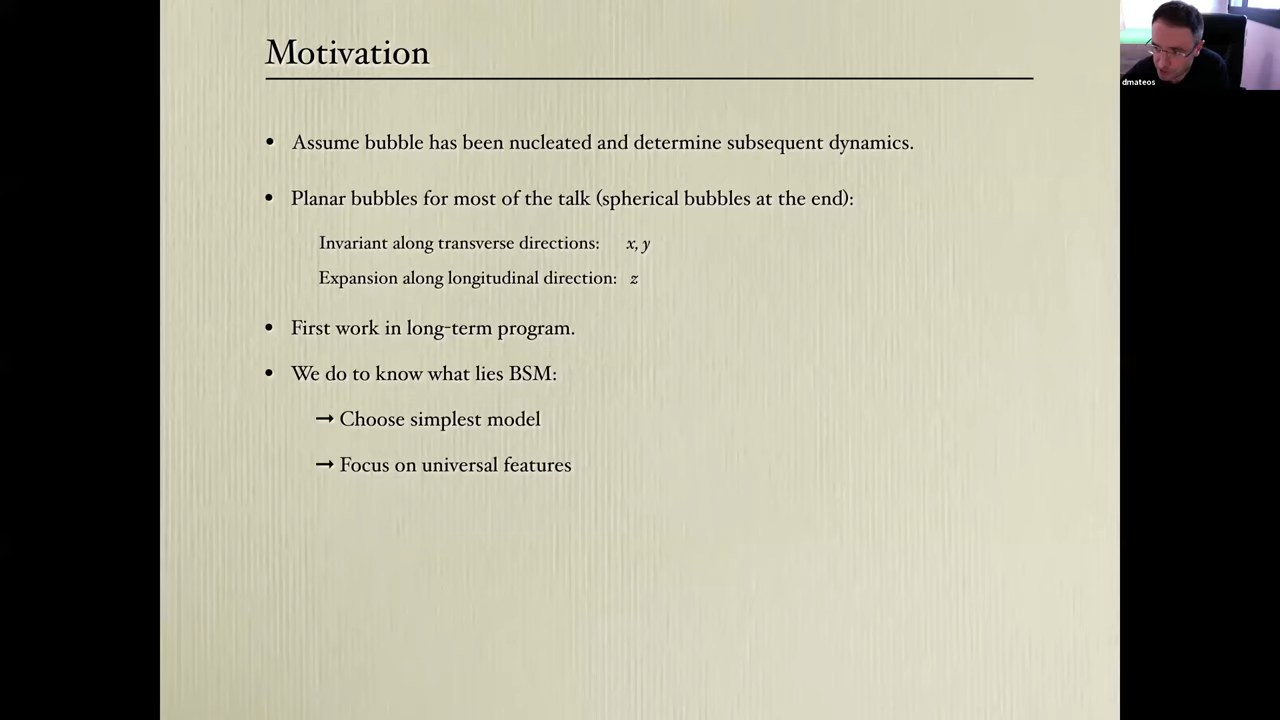 Motivation
dmateos
• Assume bubble has been nucleated and determine subsequent dynamics.
• Planar bubbles for most of the talk (spherical bubbles at the end):
Invariant along transverse directions: x, y
Expansion along longitudinal direction: z
• First work in long-term program.
• We do to know what lies BSM:
→ Choose simplest model
→ Focus on universal features